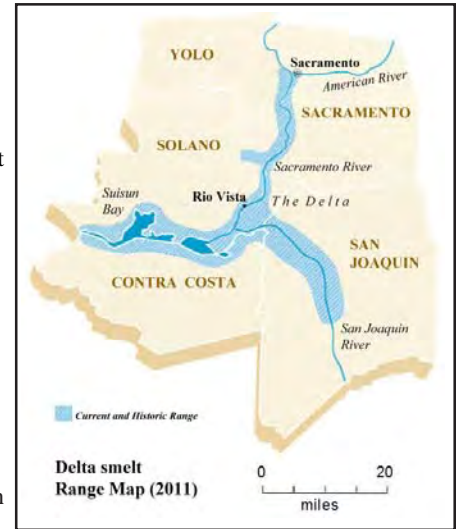 YOLO
Sacramento
American River
SACRAMENTO
SOLANO
Sacramento River
Suisun
Bay
Rio Vista
The Delta
SAN
JOAQUIN
CONTRA COSTA
San Joaquin
River
Current and Historic Range
Delta smelt
Range Map (2011)
0 20
miles